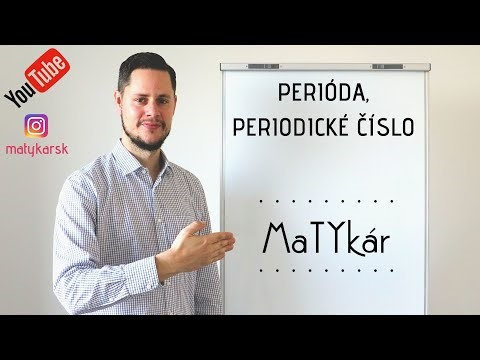 YouTube
matykarsk
PERIÓDA,
PERIODICKÉ ČÍSLO
MaTYkár